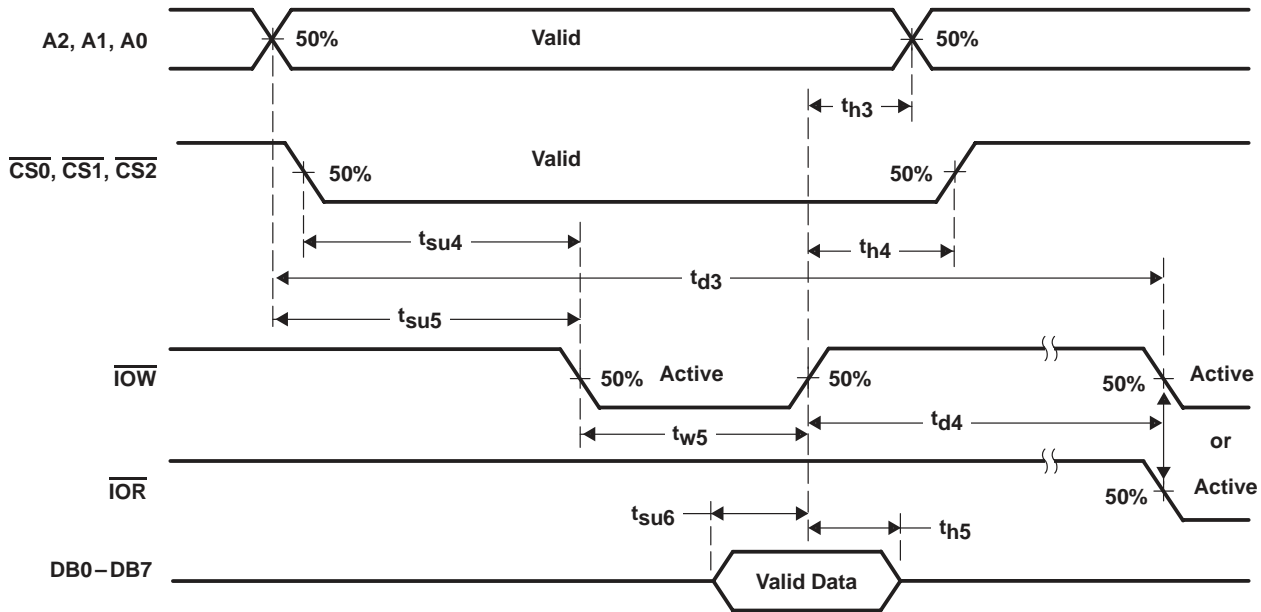 A2, A1, A0 50% Valid 50%
th3
CS0, CS1, CS2 50% Valid 50%
tsu4 th4
td3
tsu5
IOW 50% Active 50% 50% Active
tw5 td4 or
IOR 50% Active
tsu6 th5
DB0–DB7 Valid Data